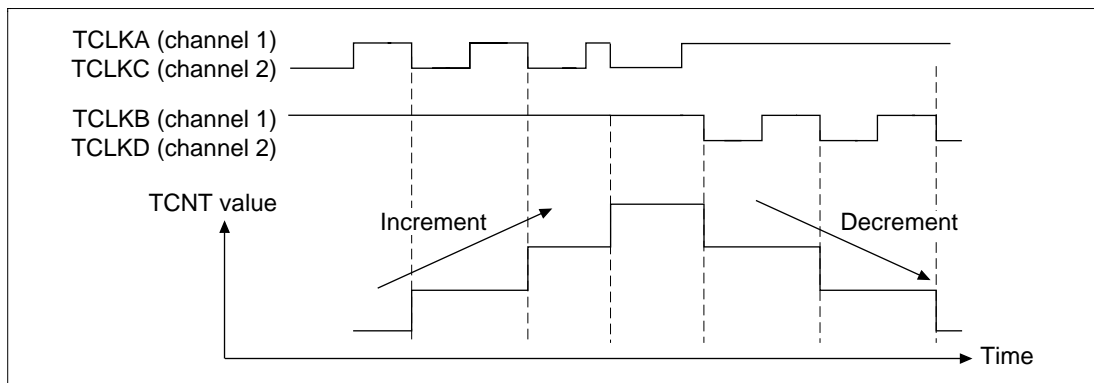 TCLKA (channel 1)
TCLKC (channel 2)
TCLKB (channel 1)
TCLKD (channel 2)
TCNT value
Increment
Decrement
Time